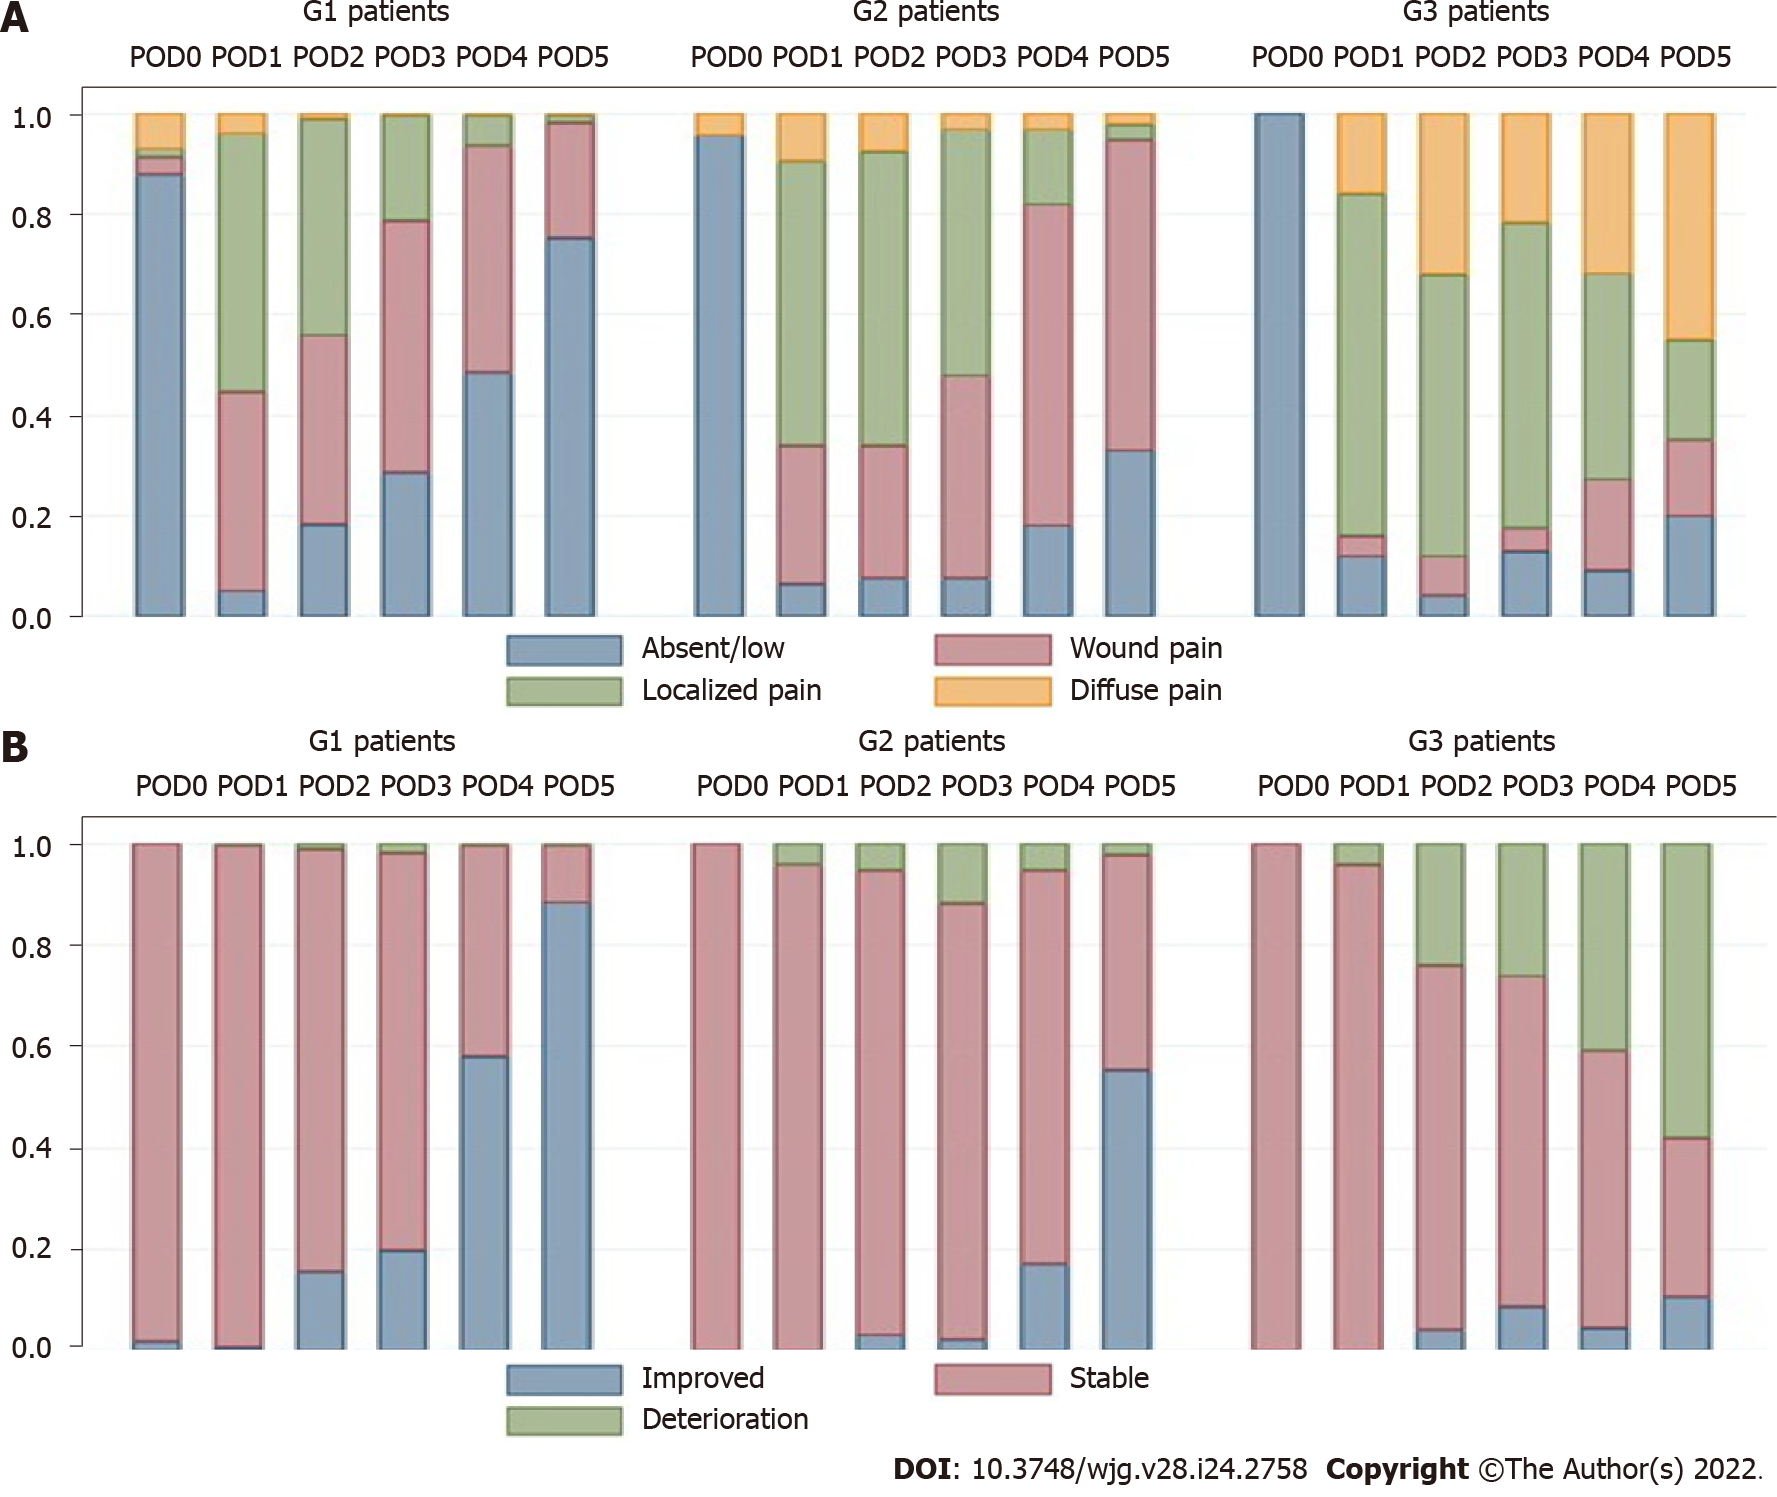 A
G1 patients G2 patients G3 patients
POD0 POD1 POD2 POD3 POD4 POD5 POD0 POD1 POD2 POD3 POD4 POD5 POD0 POD1 POD2 POD3 POD4 POD5
1.0
0.8
0.6
0.4
0.2
0.0
Absent/low Wound pain
Localized pain Diffuse pain
B
G1 patients G2 patients G3 patients
POD0 POD1 POD2 POD3 POD4 POD5 POD0 POD1 POD2 POD3 POD4 POD5 POD0 POD1 POD2 POD3 POD4 POD5
1.0
0.8
0.6
0.4
0.2
0.0
Improved Stable
Deterioration
DOI: 10.3748/wjg.v28.i24.2758 Copyright ©The Author(s) 2022.